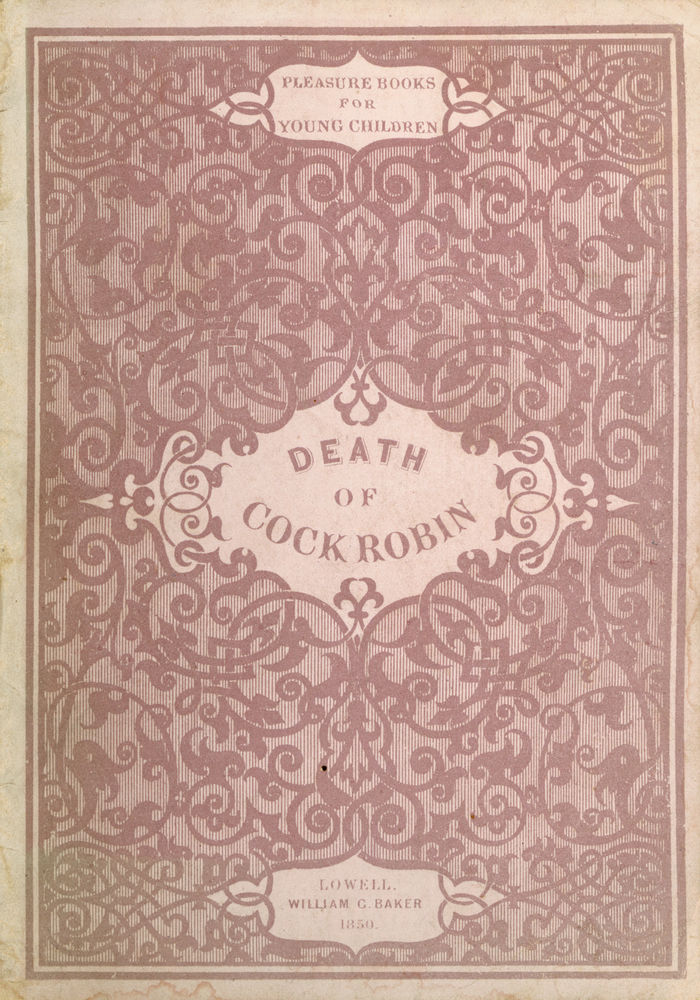 PLEASURE BOOKS
FOR
YOUNG CHILDREN
DEATH
OF
COCK ROBIN
LOWELL.
WILLIAM G. BAKER
1850.